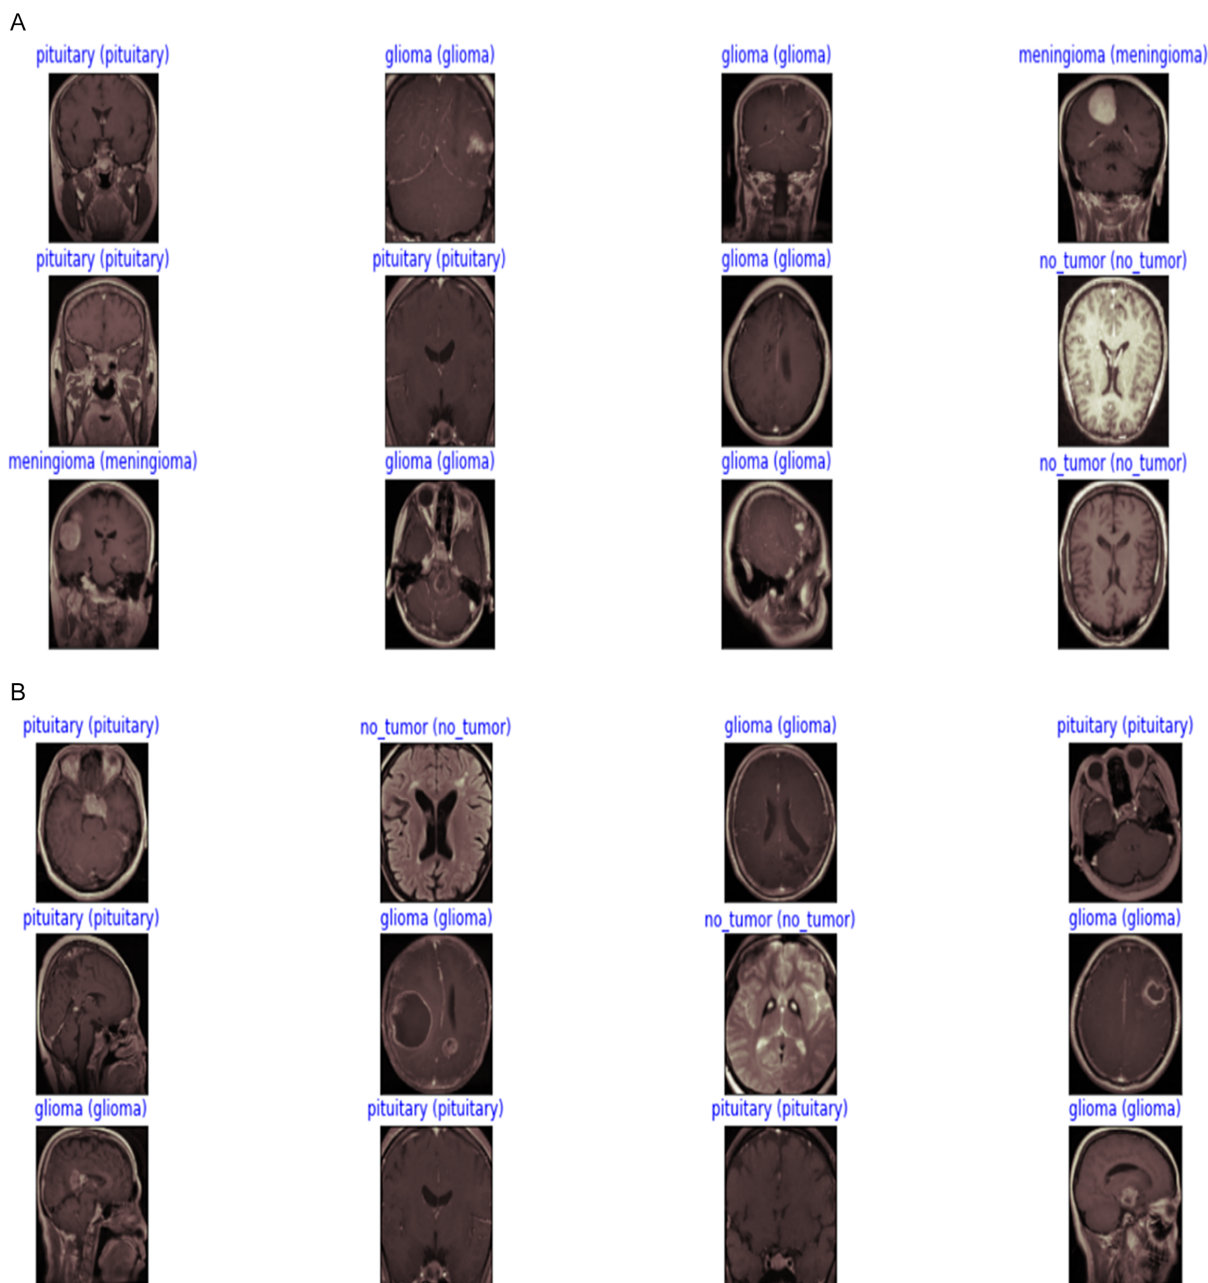 A
pituitary (pituitary) glioma (glioma) glioma (glioma) meningioma (meningioma)
pituitary (pituitary) pituitary (pituitary) glioma (glioma) no_tumor (no_tumor)
meningioma (meningioma) glioma (glioma) glioma (glioma) no_tumor (no_tumor)
B
pituitary (pituitary) no_tumor (no_tumor) glioma (glioma) pituitary (pituitary)
pituitary (pituitary) glioma (glioma) no_tumor (no_tumor) glioma (glioma)
glioma (glioma) pituitary (pituitary) pituitary (pituitary) glioma (glioma)